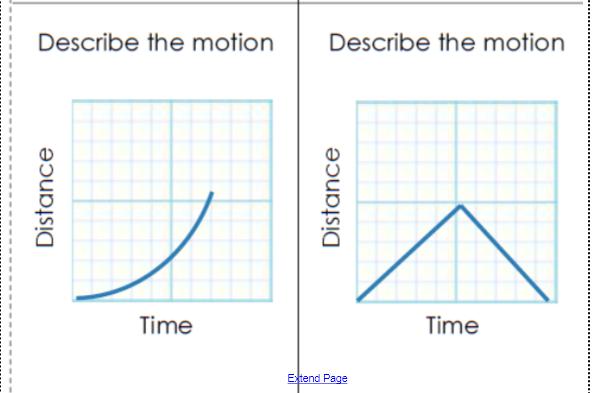 Describe the motion
Distance
Time
Describe the motion
Distance
Time
Extend Page